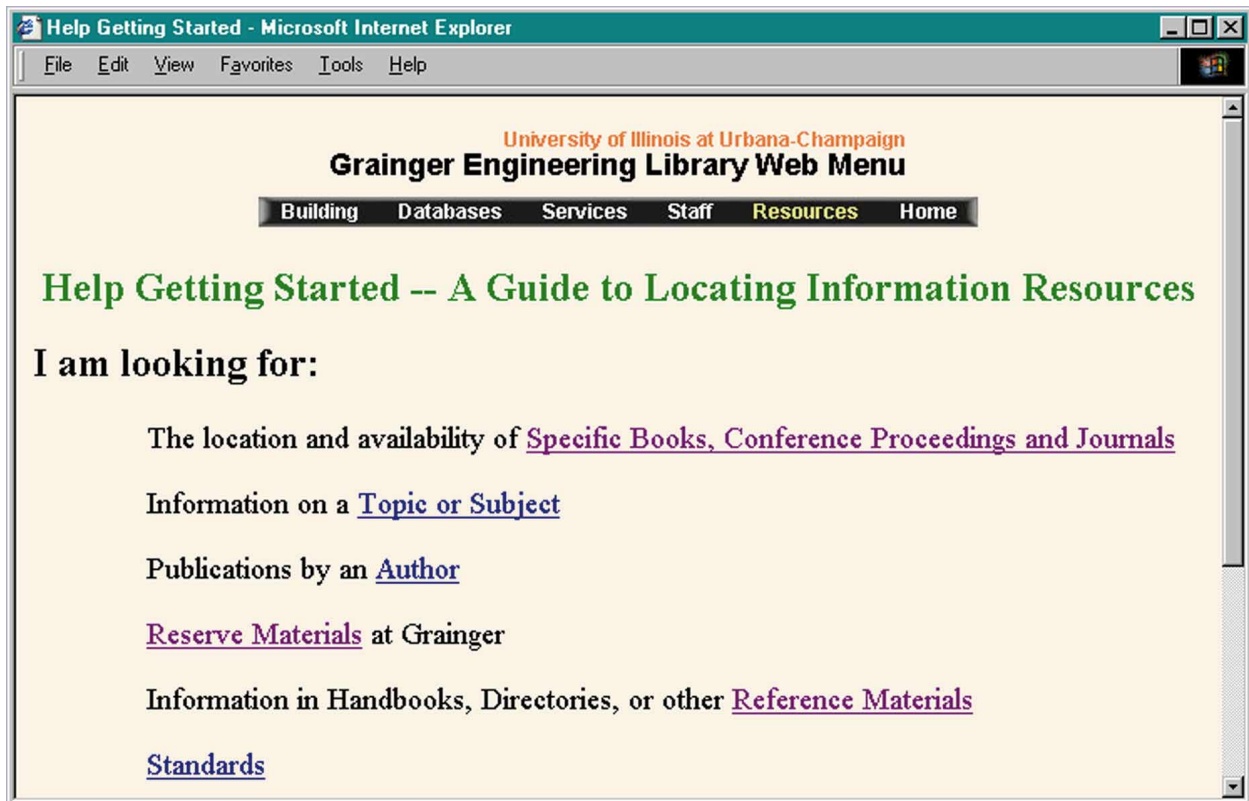 Help Getting Started - Microsoft Internet Explorer
File Edit View Favorites Tools Help
University of Illinois at Urbana-Champaign
Grainger Engineering Library Web Menu
Building Databases Services Staff Resources Home
Help Getting Started -- A Guide to Locating Information Resources
I am looking for:
The location and availability of Specific Books, Conference Proceedings and Journals
Information on a Topic or Subject
Publications by an Author
Reserve Materials at Grainger
Information in Handbooks, Directories, or other Reference Materials
Standards